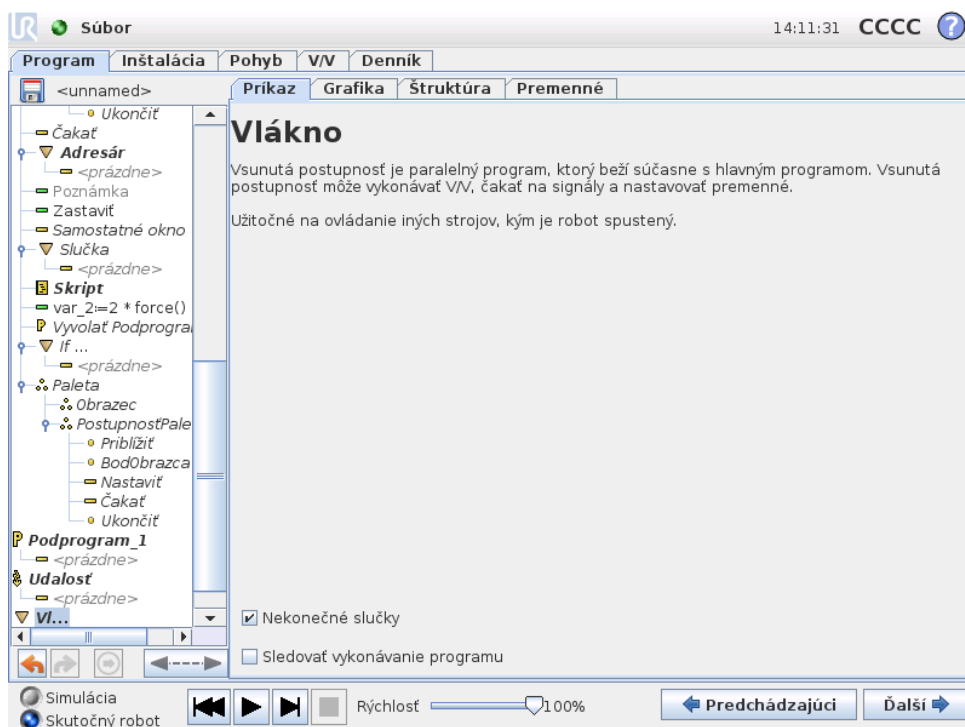 UR Súbor 14:11:31 CCCC ?
Program Inštalácia Pohyb V/V Denník
<unnamed>
Príkaz Grafika Štruktúra Premenné
Ukončiť
Čakať
Adresár
<prázdne>
Poznámka
Zastaviť
Samostatné okno
Slučka
<prázdne>
Skript
var_2:=2 * force()
Vyvolať Podprogra
If ...
<prázdne>
Paleta
Obrazec
PostupnosťPale
Priblížiť
BodObrazca
Nastaviť
Čakať
Ukončiť
P Podprogram_1
<prázdne>
Udalosť
<prázdne>
Vl...
Vlákno
Vsunutá postupnosť je paralelný program, ktorý beží súčasne s hlavným programom. Vsunutá
postupnosť môže vykonávať V/V, čakať na signály a nastavovať premenné.
Užitočné na ovládanie iných strojov, kým je robot spustený.
Nekonečné slučky
Sledovať vykonávanie programu
Simulácia
Skutočný robot
Rýchlosť 100%
Predchádzajúci Ďalší